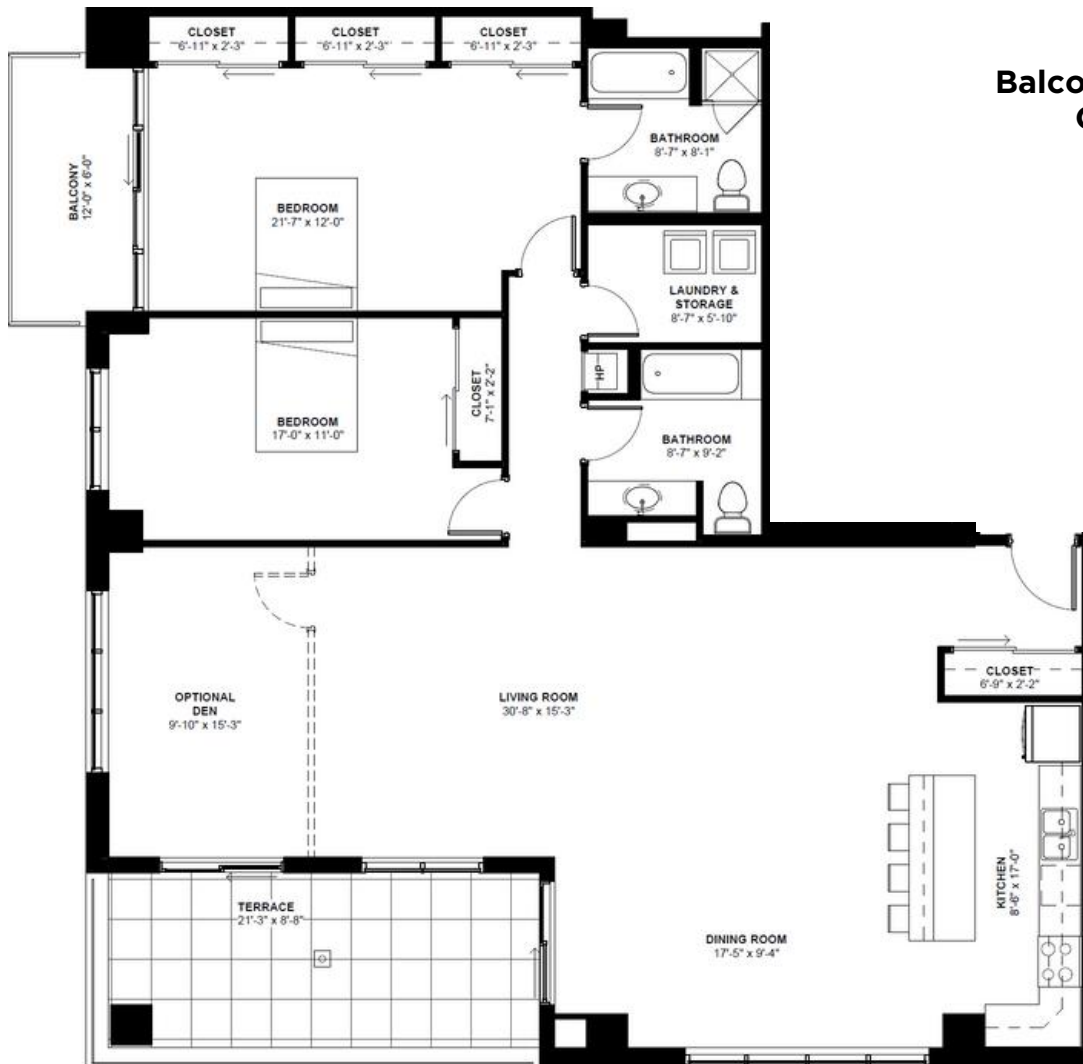 CLOSET
6'-11" x 2'-3"
CLOSET
6'-11" x 2'-3"
CLOSET
6'-11" x 2'-3"
Balco
BATHROOM
8'-7" x 8'-1"
BALCONY
12'-0" x 6'-0"
BEDROOM
21'-7" x 12'-0"
LAUNDRY &
STORAGE
8'-7" x 5'-10"
HP
CLOSET
7'-1" x 2'-2"
BEDROOM
17'-0" x 11'-0"
BATHROOM
8'-7" x 9'-2"
CLOSET
6'-9" x 2'-2"
OPTIONAL
DEN
9'-10" x 15'-3"
LIVING ROOM
30'-8" x 15'-3"
KITCHEN
8'-6" x 17'-0"
TERRACE
21'-3" x 8'-8"
DINING ROOM
17'-5" x 9'-4"